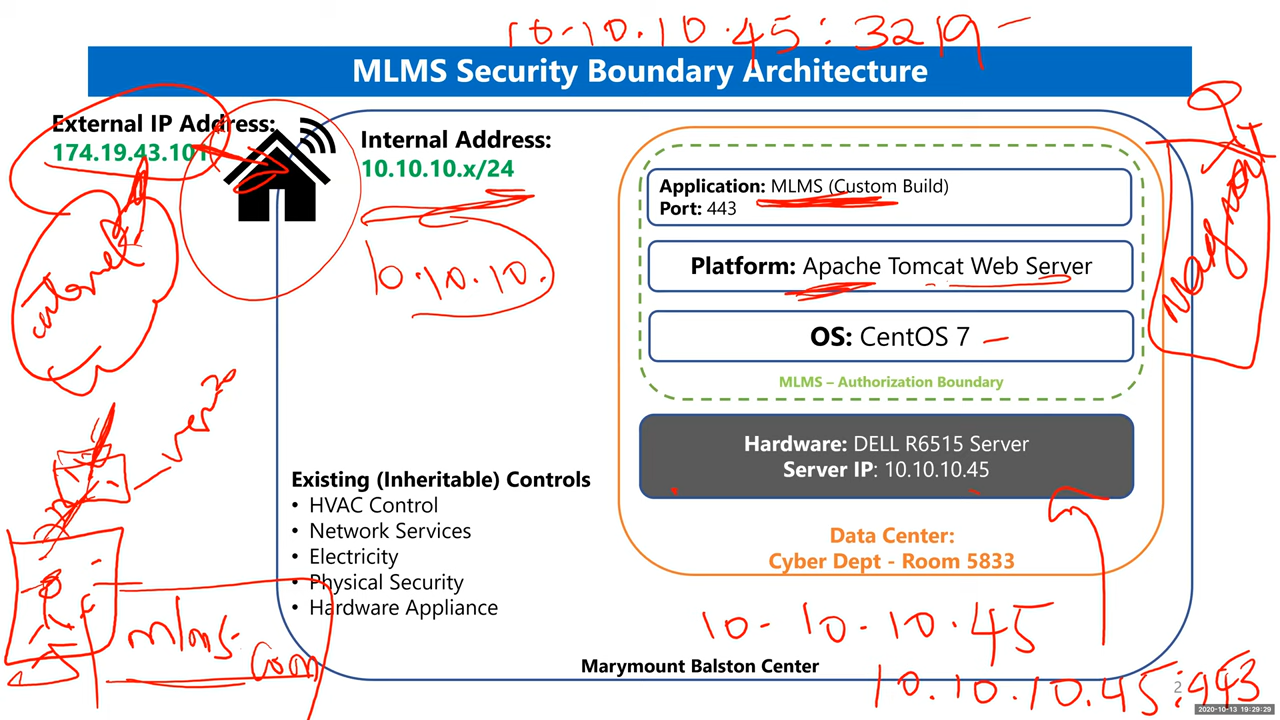 10.10.10.45:3219
MLMS Security Boundary Architecture
External IP Address:
174.19.43.101
Internal Address:
10.10.10.x/24
10.10.10.
internet
Application: MLMS (Custom Build)
Port: 443
Platform: Apache Tomcat Web Server
OS: CentOS 7
MLMS – Authorization Boundary
Hardware: DELL R6515 Server
Server IP: 10.10.10.45
Data Center:
Cyber Dept - Room 5833
Existing (Inheritable) Controls
• HVAC Control
• Network Services
• Electricity
• Physical Security
• Hardware Appliance
mlms.
com
10.10.10.45
Marymount Balston Center
10.10.10.45:443
2
2020-10-13 19:29:29